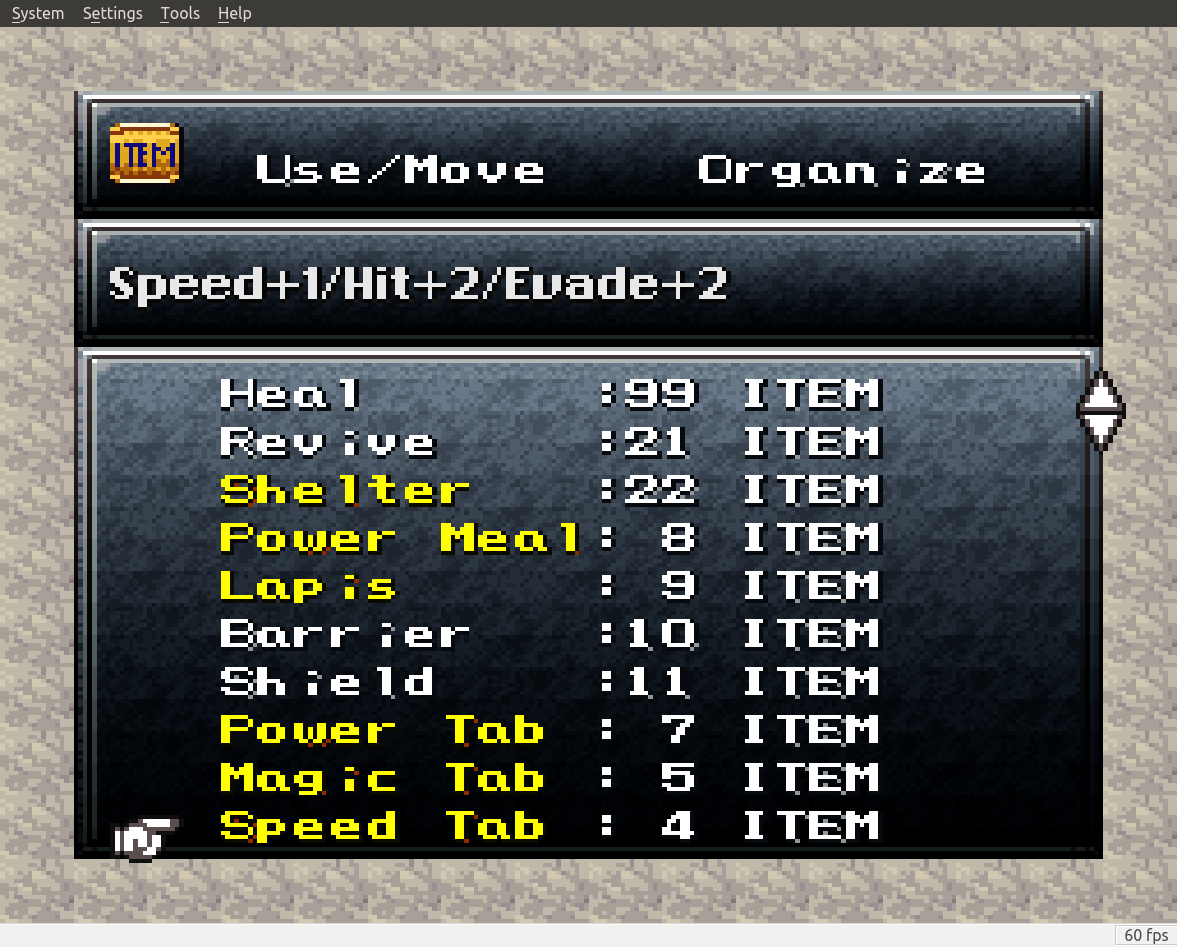 System Settings Tools Help
ITEM Use/Move Organize
Speed+1/Hit+2/Evade+2
Heal :99 ITEM
Revive :21 ITEM
Shelter :22 ITEM
Power Meal: 8 ITEM
Lapis : 9 ITEM
Barrier :10 ITEM
Shield :11 ITEM
Power Tab : 7 ITEM
Magic Tab : 5 ITEM
Speed Tab : 4 ITEM
60 fps